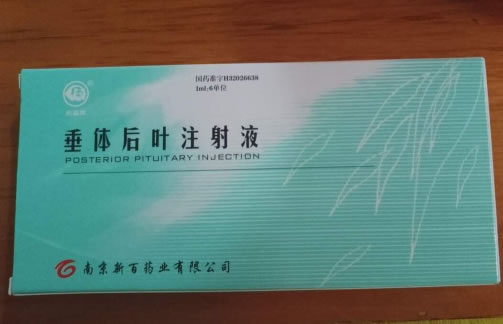 国药准字H32026638
1ml:6单位
垂体后叶注射液
POSTERIOR PITUITARY INJECTION
南京新百药业有限公司